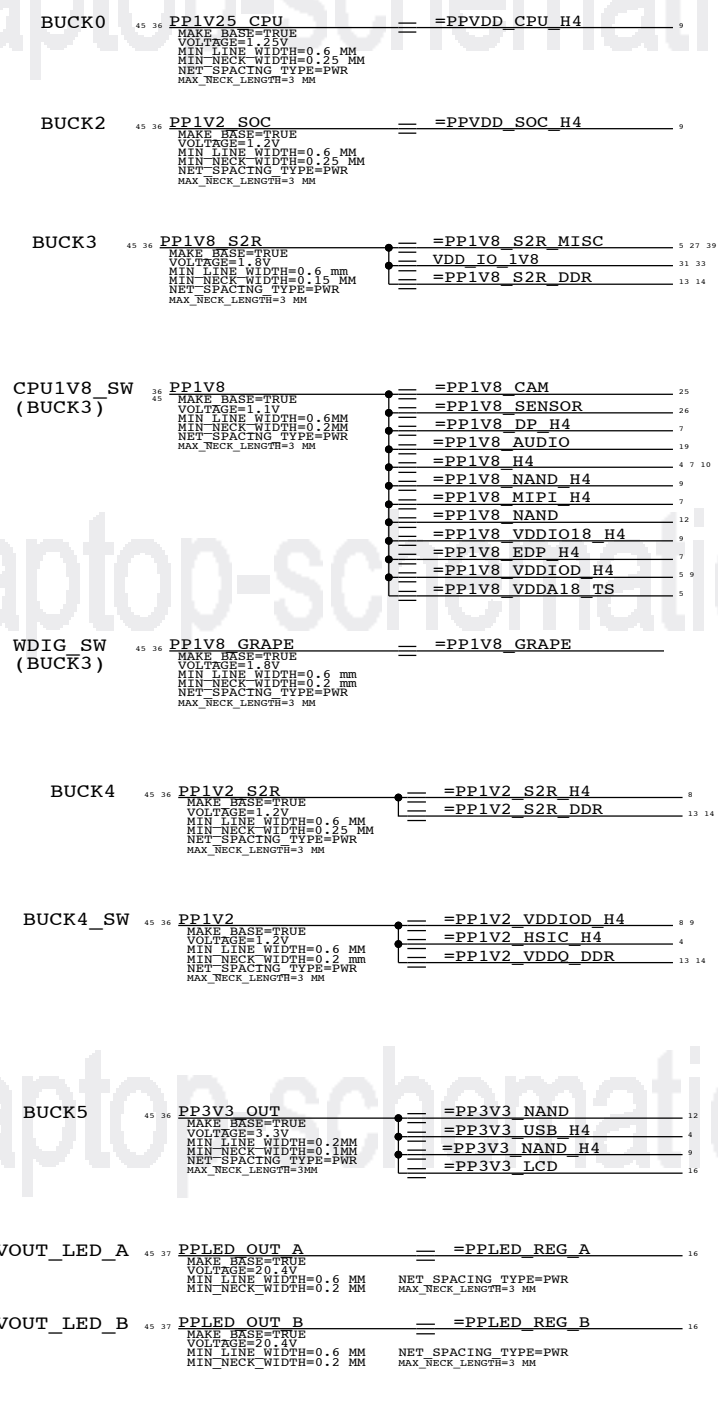 BUCK0 45 36 PP1V25_CPU =PPVDD_CPU_H4 9
MAKE_BASE=TRUE
VOLTAGE=1.25V
MIN_LINE_WIDTH=0.6 MM
MIN_NECK_WIDTH=0.25 MM
NET_SPACING_TYPE=PWR
MAX_NECK_LENGTH=3 MM
BUCK2 45 36 PP1V2_SOC =PPVDD_SOC_H4 9
MAKE_BASE=TRUE
VOLTAGE=1.2V
MIN_LINE_WIDTH=0.6 MM
MIN_NECK_WIDTH=0.25 MM
NET_SPACING_TYPE=PWR
MAX_NECK_LENGTH=3 MM
BUCK3 45 36 PP1V8_S2R =PP1V8_S2R_MISC 5 27 39
MAKE_BASE=TRUE
VDD_IO_1V8 31 33
VOLTAGE=1.8V
MIN_LINE_WIDTH=0.6 mm
=PP1V8_S2R_DDR 13 14
MIN_NECK_WIDTH=0.15 MM
NET_SPACING_TYPE=PWR
MAX_NECK_LENGTH=3 MM
CPU1V8_SW 36 PP1V8 =PP1V8_CAM 25
(BUCK3) 45
MAKE_BASE=TRUE
VOLTAGE=1.1V
MIN_LINE_WIDTH=0.6MM
MIN_NECK_WIDTH=0.2MM
NET_SPACING_TYPE=PWR
MAX_NECK_LENGTH=3 MM
=PP1V8_SENSOR 26
=PP1V8_DP_H4 7
=PP1V8_AUDIO 19
=PP1V8_H4 4 7 10
=PP1V8_NAND_H4 9
=PP1V8_MIPI_H4 7
=PP1V8_NAND 12
=PP1V8_VDDIO18_H4 9
=PP1V8_EDP_H4 7
=PP1V8_VDDIOD_H4 5 9
=PP1V8_VDDA18_TS 5
laptop-schemati
WDIG_SW 45 36 PP1V8_GRAPE =PP1V8_GRAPE
(BUCK3)
MAKE_BASE=TRUE
VOLTAGE=1.8V
MIN_LINE_WIDTH=0.6 mm
MIN_NECK_WIDTH=0.2 mm
NET_SPACING_TYPE=PWR
MAX_NECK_LENGTH=3 MM
BUCK4 45 36 PP1V2_S2R =PP1V2_S2R_H4 8
MAKE_BASE=TRUE
=PP1V2_S2R_DDR 13 14
VOLTAGE=1.2V
MIN_LINE_WIDTH=0.6 MM
MIN_NECK_WIDTH=0.25 MM
NET_SPACING_TYPE=PWR
MAX_NECK_LENGTH=3 MM
BUCK4_SW 45 36 PP1V2 =PP1V2_VDDIOD_H4 8 9
MAKE_BASE=TRUE
=PP1V2_HSIC_H4 4
VOLTAGE=1.2V
MIN_LINE_WIDTH=0.6 MM
=PP1V2_VDDQ_DDR 13 14
MIN_NECK_WIDTH=0.2 mm
NET_SPACING_TYPE=PWR
MAX_NECK_LENGTH=3 MM
BUCK5 45 36 PP3V3_OUT =PP3V3_NAND 12
MAKE_BASE=TRUE
=PP3V3_USB_H4 4
VOLTAGE=3.3V
MIN_LINE_WIDTH=0.2MM
=PP3V3_NAND_H4 9
MIN_NECK_WIDTH=0.1MM
NET_SPACING_TYPE=PWR
=PP3V3_LCD 16
MAX_NECK_LENGTH=3MM
laptop-schemati
VOUT_LED_A 45 37 PPLED_OUT_A =PPLED_REG_A 16
MAKE_BASE=TRUE
VOLTAGE=20.4V
MIN_LINE_WIDTH=0.6 MM NET_SPACING_TYPE=PWR
MIN_NECK_WIDTH=0.2 MM MAX_NECK_LENGTH=3 MM
VOUT_LED_B 45 37 PPLED_OUT_B =PPLED_REG_B 16
MAKE_BASE=TRUE
VOLTAGE=20.4V
MIN_LINE_WIDTH=0.6 MM NET_SPACING_TYPE=PWR
MIN_NECK_WIDTH=0.2 MM MAX_NECK_LENGTH=3 MM